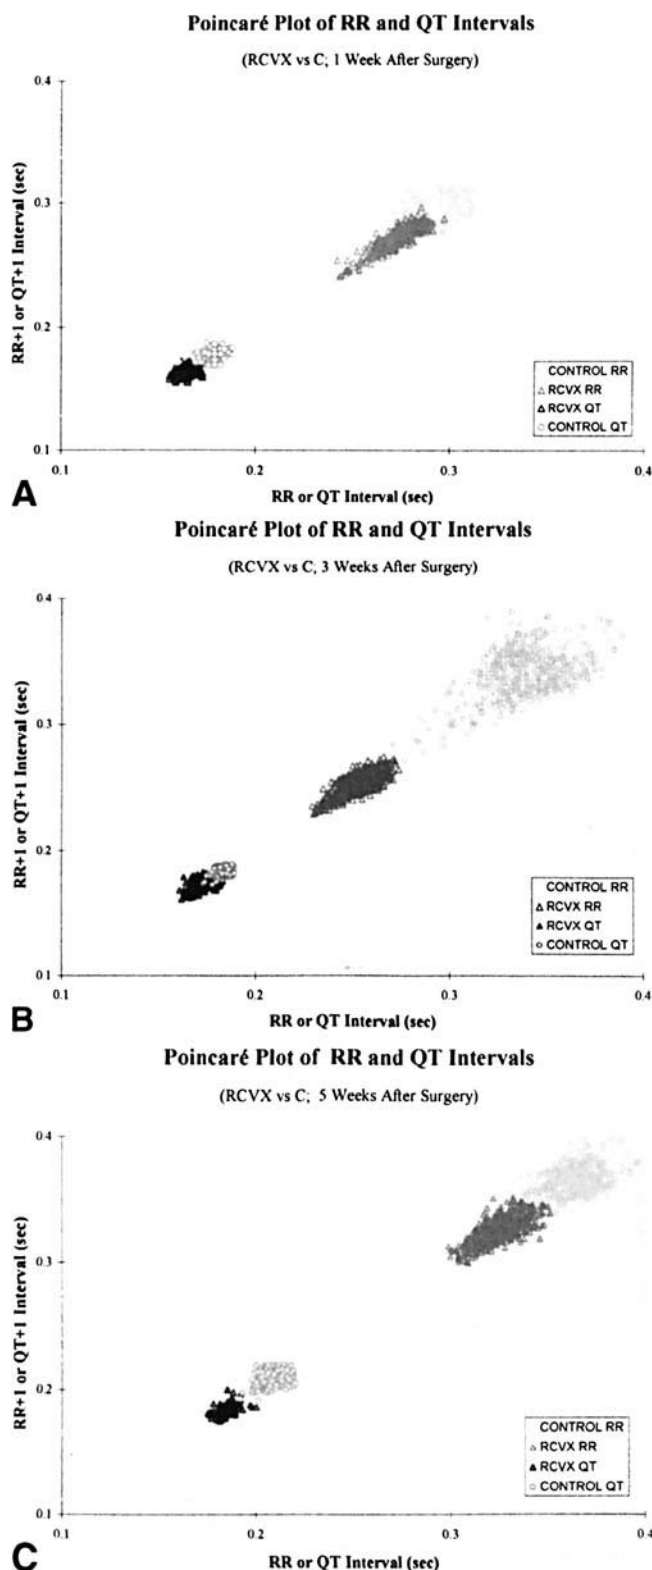 Poincaré Plot of RR and QT Intervals
(RCVX vs C; 1 Week After Surgery)
0.4
0.3
0.2
0.1
RR+1 or QT+1 Interval (sec)
CONTROL RR
RCVX RR
RCVX QT
CONTROL QT
0.1 0.2 0.3 0.4
RR or QT Interval (sec)
A
Poincaré Plot of RR and QT Intervals
(RCVX vs C; 3 Weeks After Surgery)
0.4
0.3
0.2
0.1
RR+1 or QT+1 Interval (sec)
CONTROL RR
RCVX RR
RCVX QT
CONTROL QT
0.1 0.2 0.3 0.4
RR or QT Interval (sec)
B
Poincaré Plot of RR and QT Intervals
(RCVX vs C; 5 Weeks After Surgery)
0.4
0.3
0.2
0.1
RR+1 or QT+1 Interval (sec)
CONTROL RR
RCVX RR
RCVX QT
CONTROL QT
0.1 0.2 0.3 0.4
RR or QT Interval (sec)
C